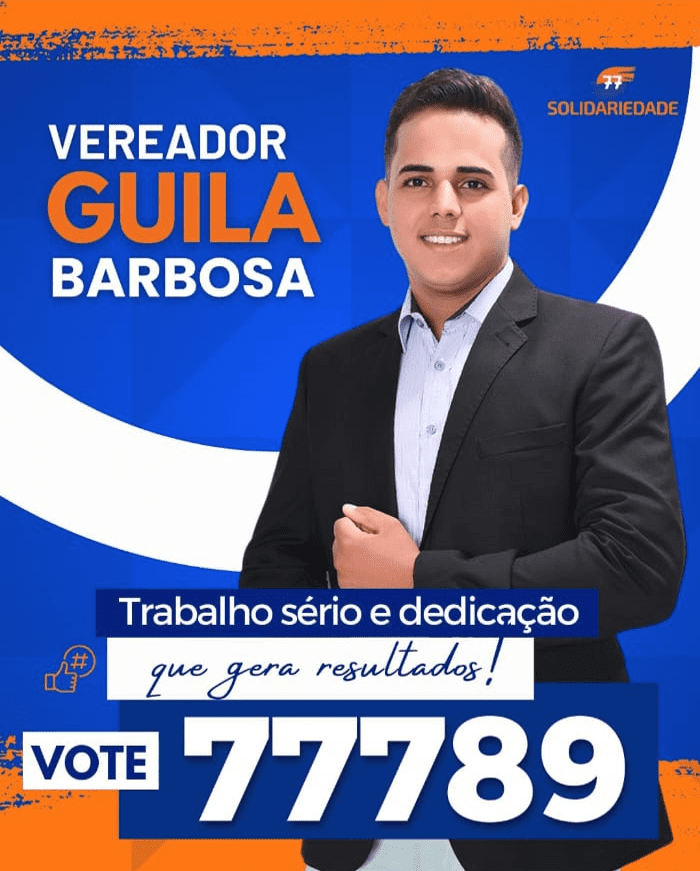 77
SOLIDARIEDADE
VEREADOR
GUILA
BARBOSA
Trabalho sério e dedicação
que gera resultados!
#
VOTE 77789